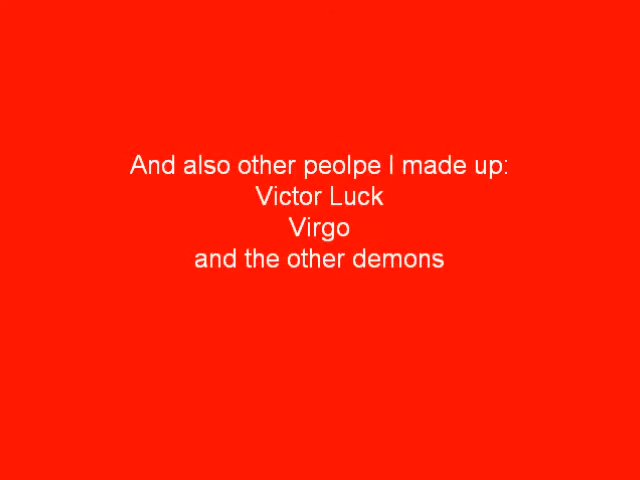 And also other peolpe I made up:
Victor Luck
Virgo
and the other demons